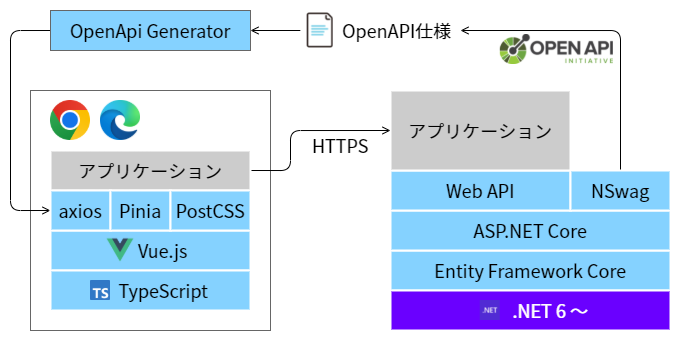 OpenApi Generator
OpenAPI仕様
OPEN API
INITIATIVE
アプリケーション
axios
Pinia
PostCSS
Vue.js
TS
TypeScript
HTTPS
アプリケーション
Web API
NSwag
ASP.NET Core
Entity Framework Core
.NET
.NET 6 ～